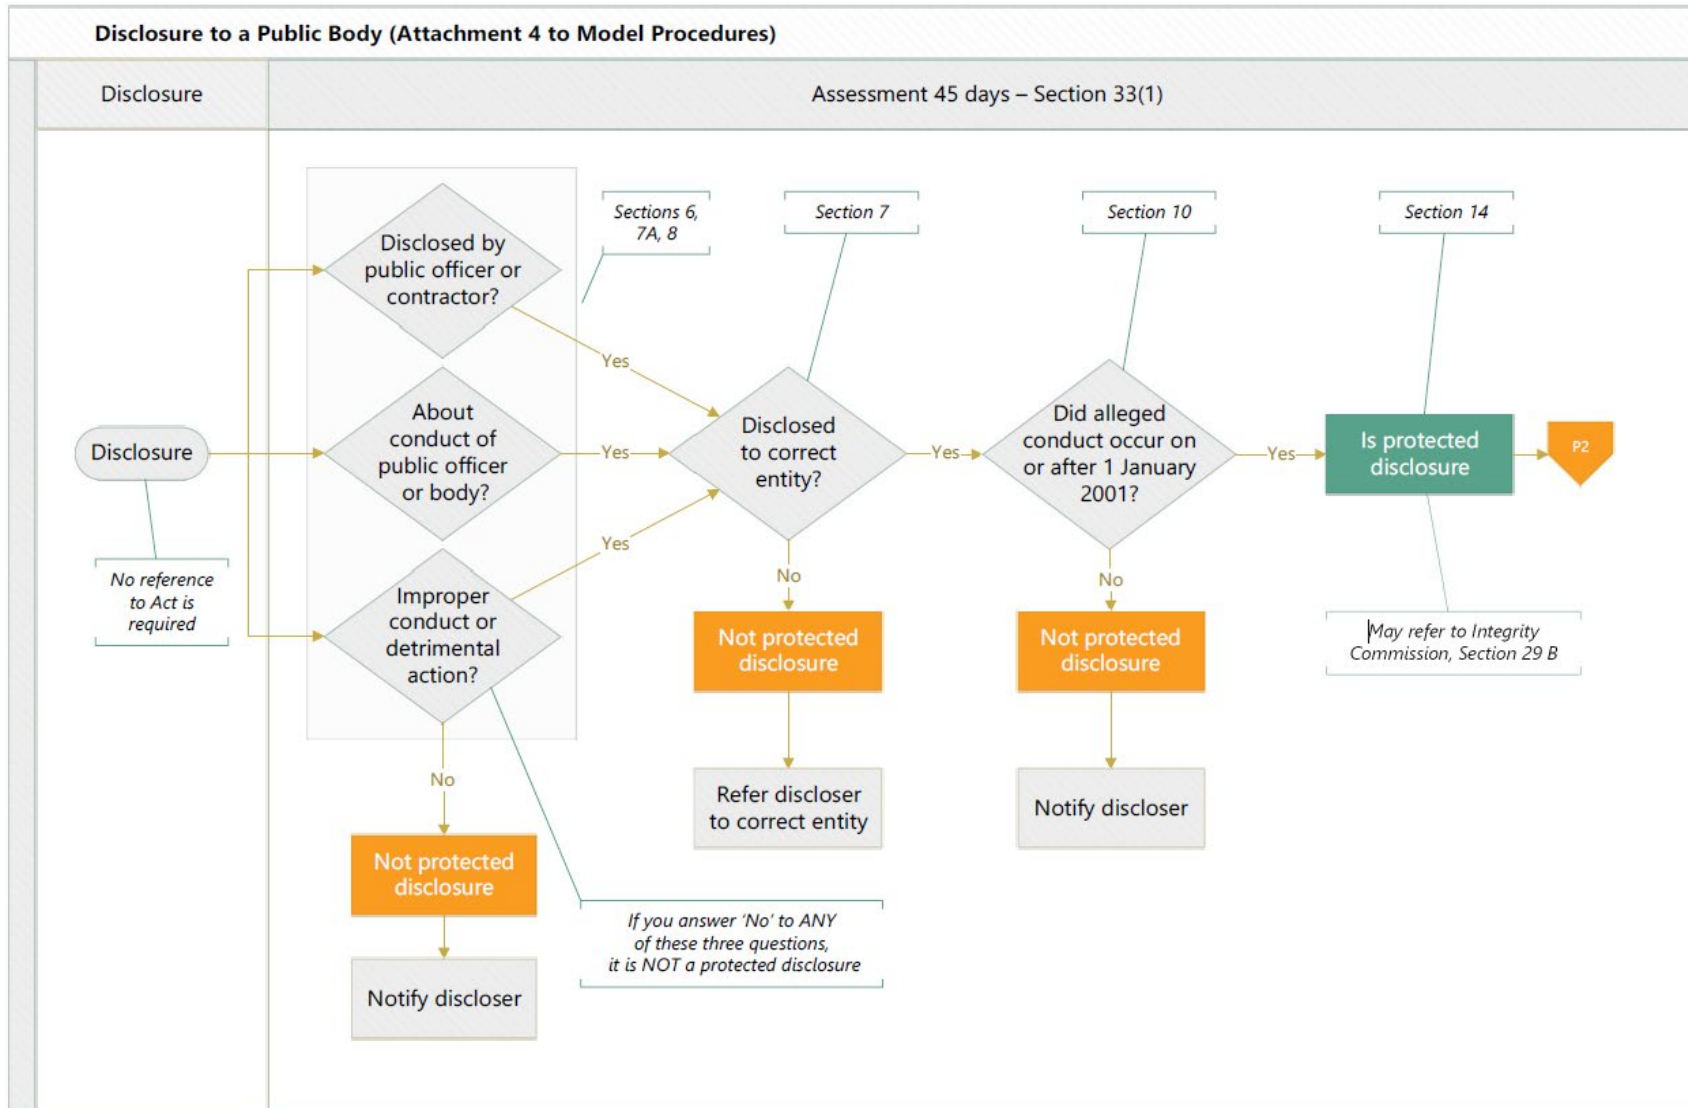 Disclosure to a Public Body (Attachment 4 to Model Procedures)
Disclosure
Assessment 45 days – Section 33(1)
Disclosed by
public officer or
contractor?
Sections 6,
7A, 8
Section 7
Section 10
Section 14
Yes
About
conduct of
public officer
or body?
Disclosure
Yes
Disclosed
to correct
entity?
Yes
Did alleged
conduct occur on
or after 1 January
2001?
Yes
Is protected
disclosure
P2
Yes
No reference
to Act is
required
Improper
conduct or
detrimental
action?
No
Not protected
disclosure
Refer discloser
to correct entity
No
Not protected
disclosure
Notify discloser
May refer to Integrity
Commission, Section 29 B
No
Not protected
disclosure
Notify discloser
If you answer ‘No’ to ANY
of these three questions,
it is NOT a protected disclosure